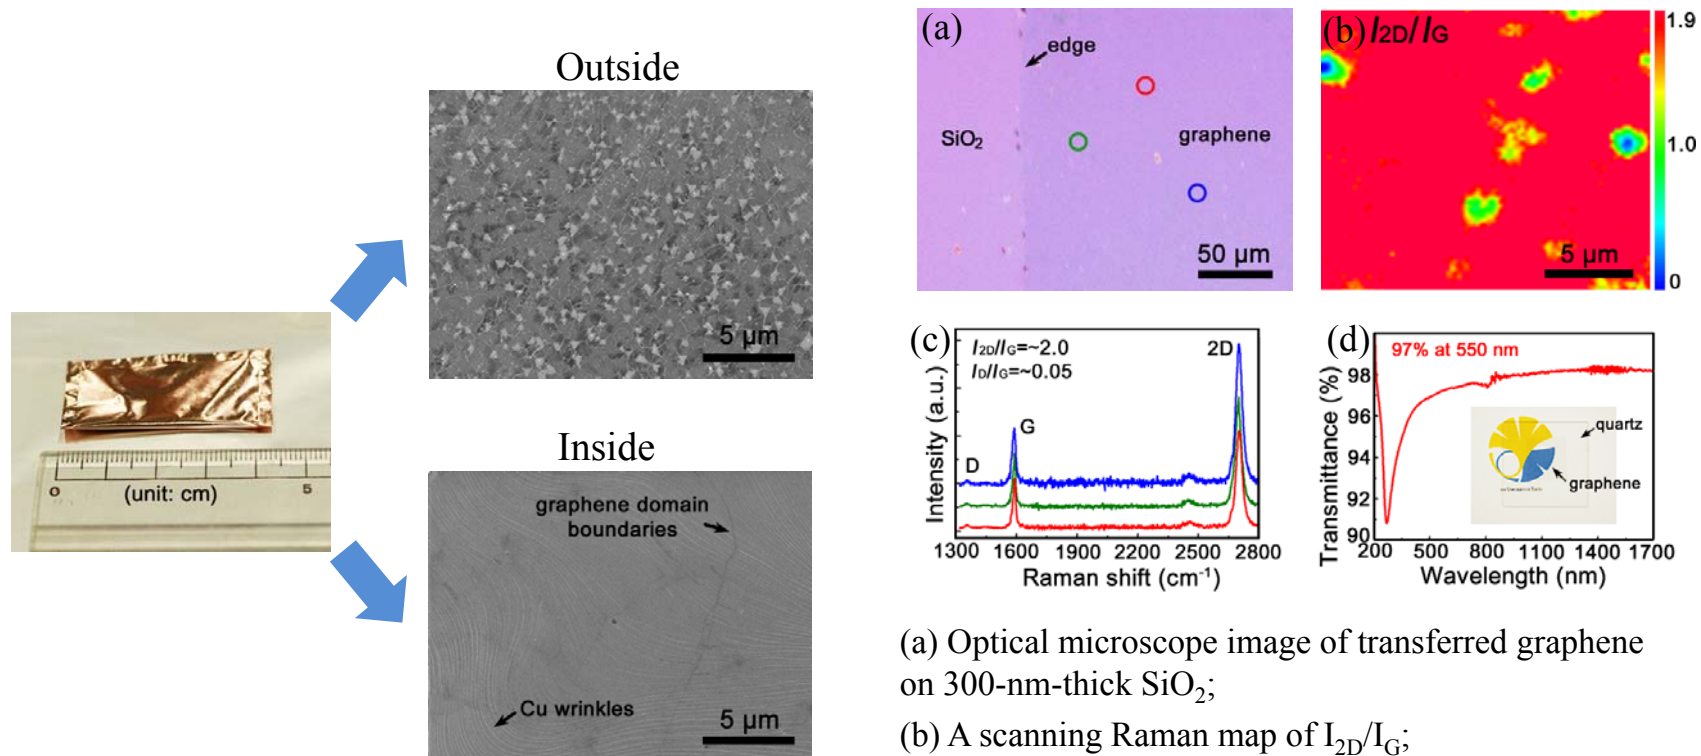 Outside
5 μm
0
5
(unit: cm)
Inside
graphene domain
boundaries
Cu wrinkles
5 μm
(a)
edge
SiO2
graphene
50 μm
(b) I2D/IG
1.9
1.0
0
5 μm
(c)
I2D/IG=~2.0
ID/IG=~0.05
2D
G
D
Intensity (a.u.)
1300 1600 1900 2200 2500 2800
Raman shift (cm-1)
(d)
97% at 550 nm
98
96
94
92
90
Transmittance (%)
quartz
graphene
200 500 800 1100 1400 1700
Wavelength (nm)
(a) Optical microscope image of transferred graphene
on 300-nm-thick SiO2;
(b) A scanning Raman map of I2D/IG;